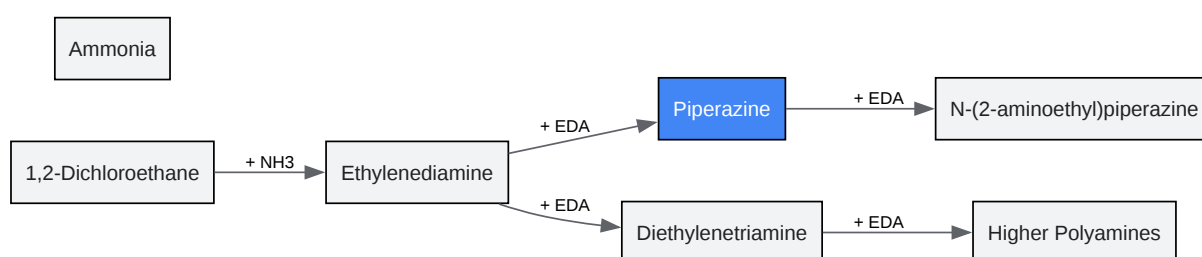 Ammonia
1,2-Dichloroethane
+ NH3
Ethylenediamine
+ EDA
Piperazine
+ EDA
N-(2-aminoethyl)piperazine
+ EDA
Diethylenetriamine
+ EDA
Higher Polyamines